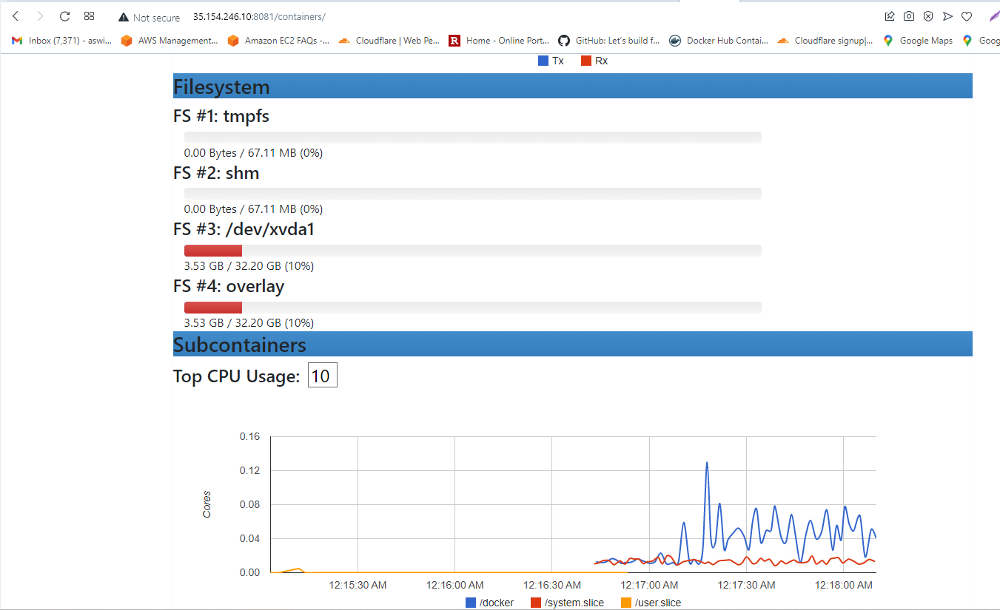 Not secure 35.154.246.10:8081/containers/
Inbox (7,371) - aswi... AWS Management... Amazon EC2 FAQs -... Cloudflare | Web Pe... R Home - Online Port... GitHub: Let's build f... Docker Hub Contai... Cloudflare signup|... Google Maps Goog
Tx Rx
Filesystem
FS #1: tmpfs
0.00 Bytes / 67.11 MB (0%)
FS #2: shm
0.00 Bytes / 67.11 MB (0%)
FS #3: /dev/xvda1
3.53 GB / 32.20 GB (10%)
FS #4: overlay
3.53 GB / 32.20 GB (10%)
Subcontainers
Top CPU Usage: 10
0.16
0.12
0.08
0.04
0.00
Cores
12:15:30 AM 12:16:00 AM 12:16:30 AM 12:17:00 AM 12:17:30 AM 12:18:00 AM
/docker /system.slice /user.slice